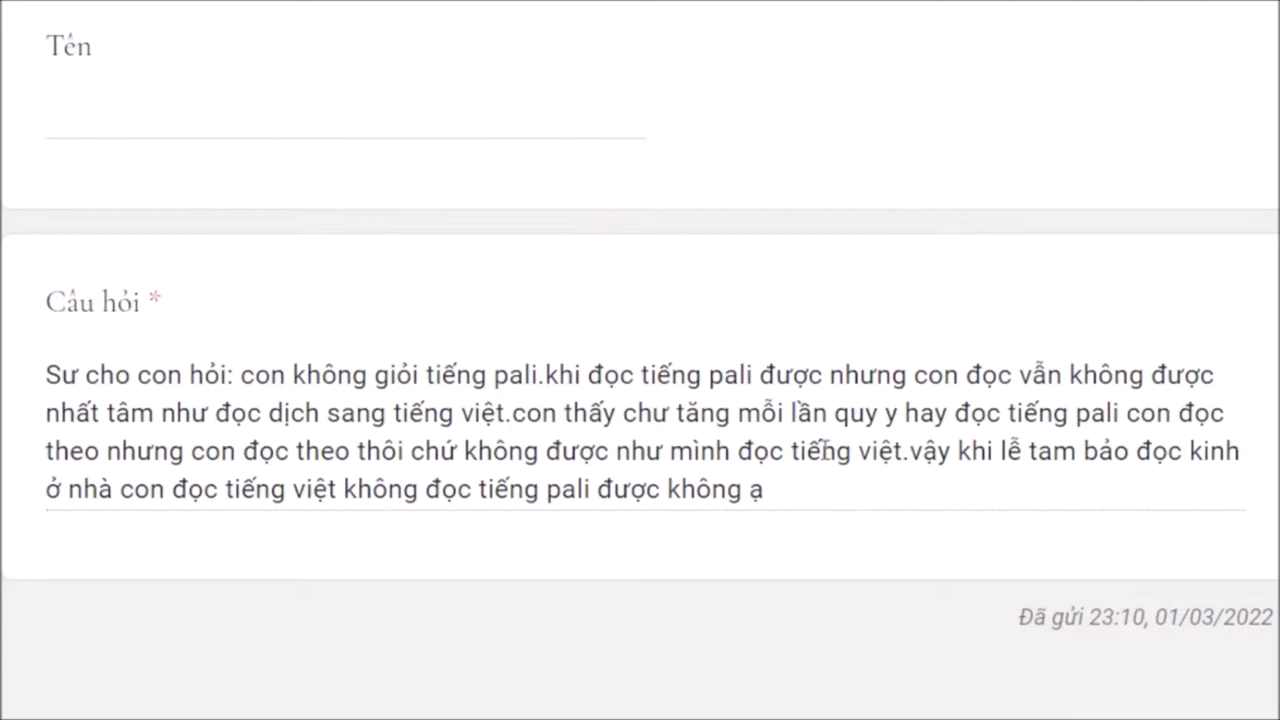 Tên
Câu hỏi *
Sư cho con hỏi: con không giỏi tiếng pali.khi đọc tiếng pali được nhưng con đọc vẫn không được
nhất tâm như đọc dịch sang tiếng việt.con thấy chư tăng mỗi lần quy y hay đọc tiếng pali con đọc
theo nhưng con đọc theo thôi chứ không được như mình đọc tiếng việt.vậy khi lễ tam bảo đọc kinh
ở nhà con đọc tiếng việt không đọc tiếng pali được không ạ
Đã gửi 23:10, 01/03/2022